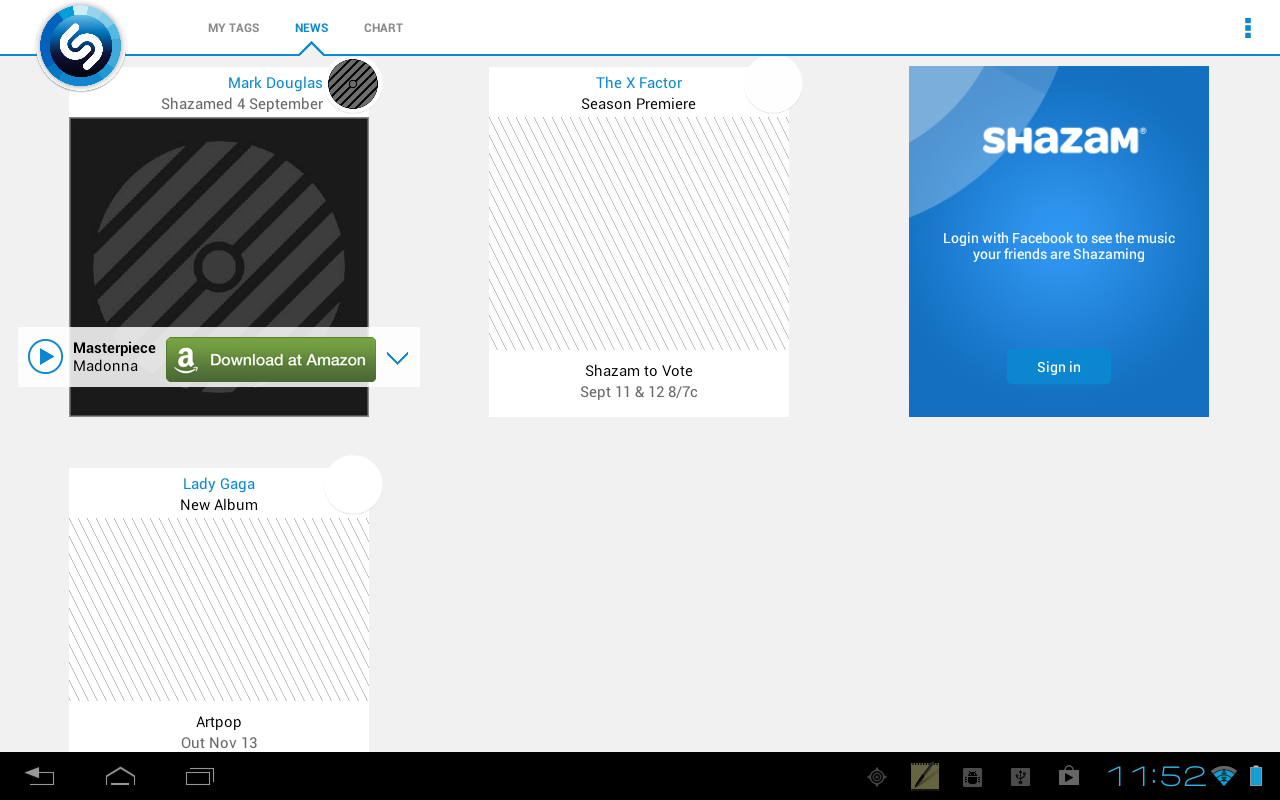 MY TAGS
NEWS
CHART
Mark Douglas
Shazamed 4 September
Masterpiece
Madonna
a Download at Amazon
The X Factor
Season Premiere
Shazam to Vote
Sept 11 & 12 8/7c
SHAZAM®
Login with Facebook to see the music
your friends are Shazaming
Sign in
Lady Gaga
New Album
Artpop
Out Nov 13
11:52